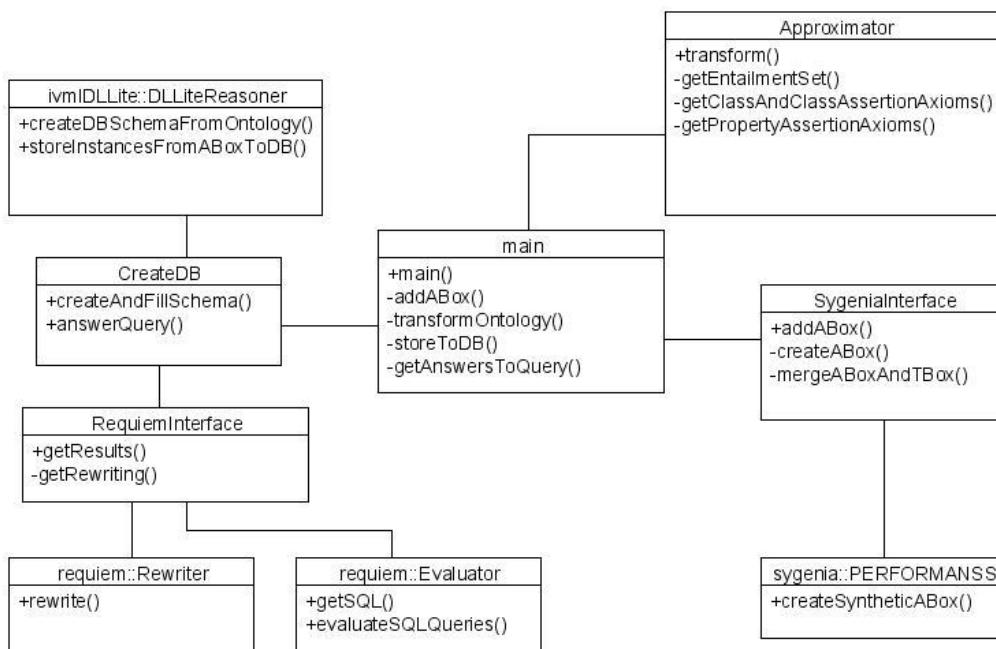 Approximator
+transform()
-getEntailmentSet()
-getClassAndClassAssertionAxioms()
-getPropertyAssertionAxioms()
ivmlDLLite::DLLiteReasoner
+createDBSchemaFromOntology()
+storeInstancesFromABoxToDB()
main
+main()
-addABox()
-transformOntology()
-storeToDB()
-getAnswersToQuery()
CreateDB
+createAndFillSchema()
+answerQuery()
SygeniaInterface
+addABox()
-createABox()
-mergeABoxAndTBox()
RequiemInterface
+getResults()
-getRewriting()
requiem::Rewriter
+rewrite()
requiem::Evaluator
+getSQL()
+evaluateSQLQueries()
sygenia::PERFORMANSS
+createSyntheticABox()